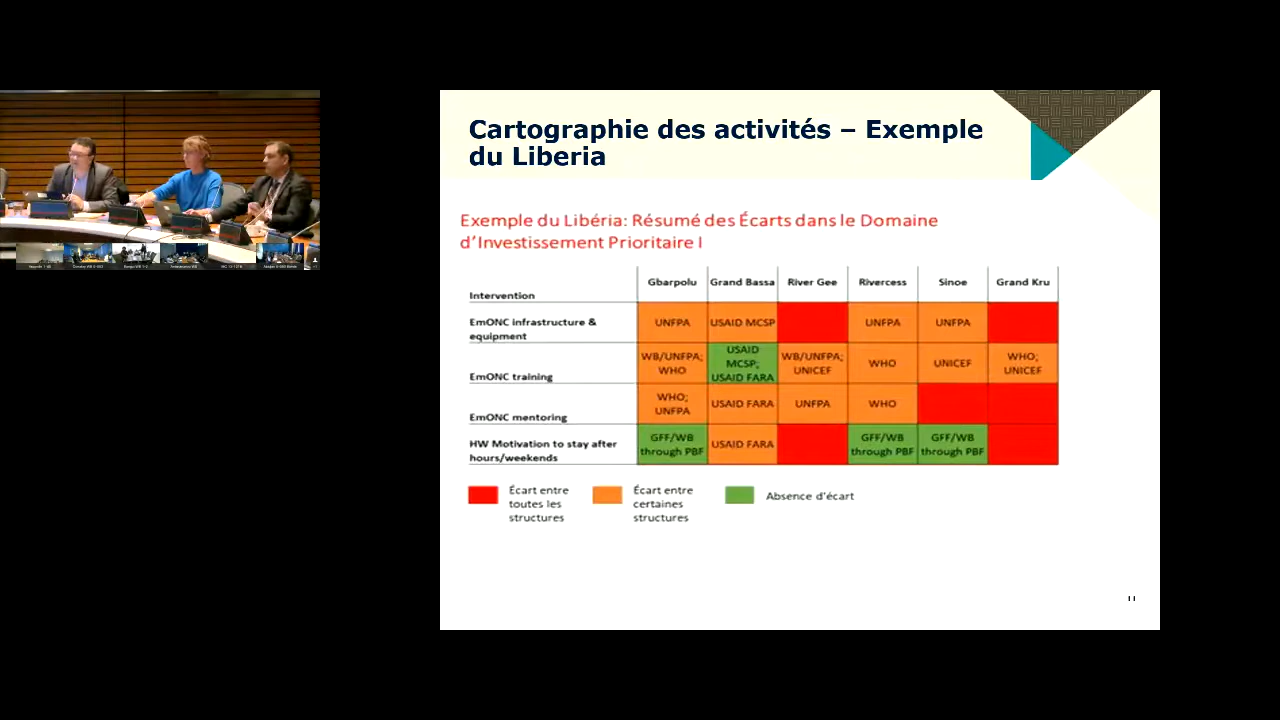 Cartographie des activités – Exemple
du Liberia
Exemple du Libéria: Résumé des Écarts dans le Domaine
d'Investissement Prioritaire I
Intervention Gbarpolu Grand Bassa River Gee Rivercess Sinoe Grand Kru
EmONC infrastructure &
equipment
UNFPA USAID MCSP UNFPA UNFPA
EmONC training
WB/UNFPA;
WHO
USAID
MCSP;
USAID FARA
WB/UNFPA;
UNICEF
WHO
UNICEF
WHO;
UNICEF
EmONC mentoring
WHO;
UNFPA
USAID FARA
UNFPA
WHO
HW Motivation to stay after
hours/weekends
GFF/WB
through PBF
USAID FARA
GFF/WB
through PBF
GFF/WB
through PBF
Écart entre
toutes les
structures
Écart entre
certaines
structures
Absence d'écart
11